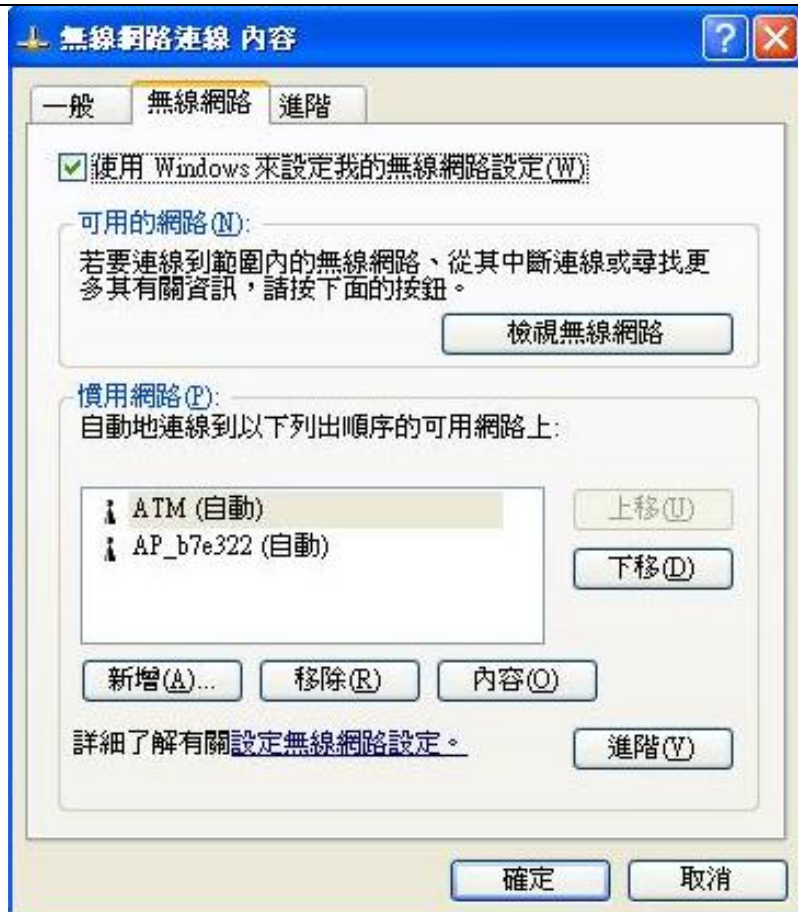 無線網路連線 內容
一般 無線網路 進階
使用 Windows 來設定我的無線網路設定(W)
可用的網路(N):
若要連線到範圍內的無線網路、從其中斷連線或尋找更
多其有關資訊，請按下面的按鈕。
檢視無線網路
慣用網路(P):
自動地連線到以下列出順序的可用網路上:
ATM (自動)
上移(U)
AP_b7e322 (自動)
下移(D)
新增(A)... 移除(R) 內容(O)
詳細了解有關設定無線網路設定。
進階(V)
確定 取消